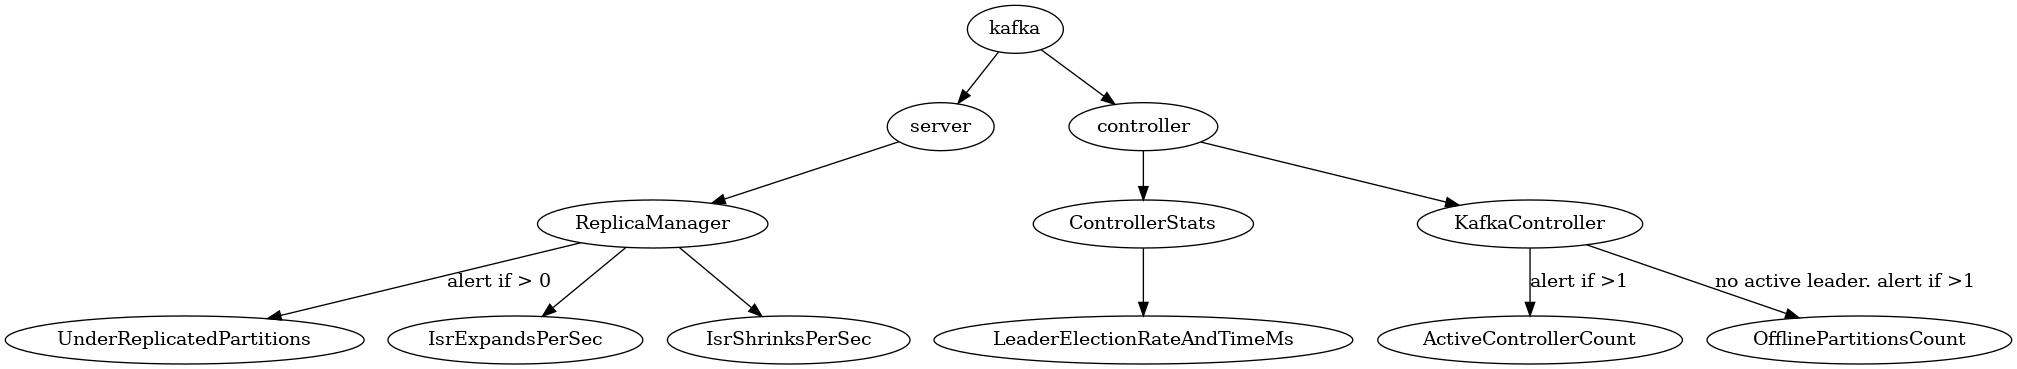 kafka
server
controller
ReplicaManager
ControllerStats
KafkaController
alert if > 0
alert if >1
no active leader. alert if >1
UnderReplicatedPartitions
IsrExpandsPerSec
IsrShrinksPerSec
LeaderElectionRateAndTimeMs
ActiveControllerCount
OfflinePartitionsCount